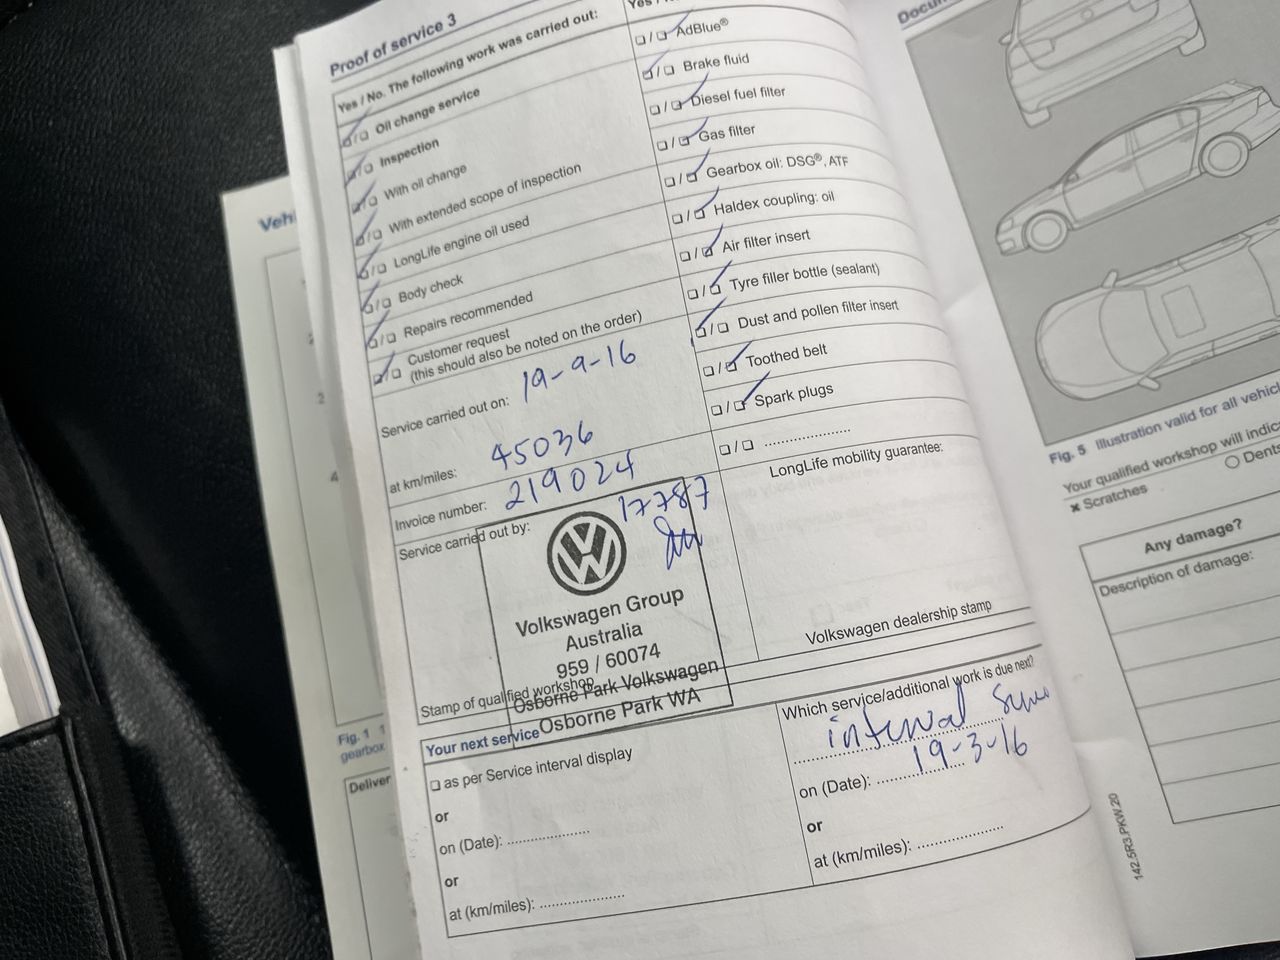 Proof of service 3
Yes / No. The following work was carried out:
Oil change service
Inspection
With oil change
With extended scope of inspection
LongLife engine oil used
Body check
Repairs recommended
Customer request
(this should also be noted on the order)
Service carried out on: 19-9-16
at km/miles: 45036
Invoice number: 219024
Service carried out by: 17787
Volkswagen Group
Australia
959 / 60074
Osborne Park Volkswagen
Osborne Park WA
Stamp of qualified workshop
AdBlue®
Brake fluid
Diesel fuel filter
Gas filter
Gearbox oil: DSG®, ATF
Haldex coupling: oil
Air filter insert
Tyre filler bottle (sealant)
Dust and pollen filter insert
Toothed belt
Spark plugs
LongLife mobility guarantee:
Volkswagen dealership stamp
Your next service
as per Service interval display
or
on (Date):
or
at (km/miles):
Which service/additional work is due next?
on (Date): 19-3-16
or
at (km/miles):
Fig. 5 Illustration valid for all
Your qualified workshop will
Scratches
Any damage?
Description of damage:
142.5R3.PKW.20
2
4
Fig. 1
gearbox